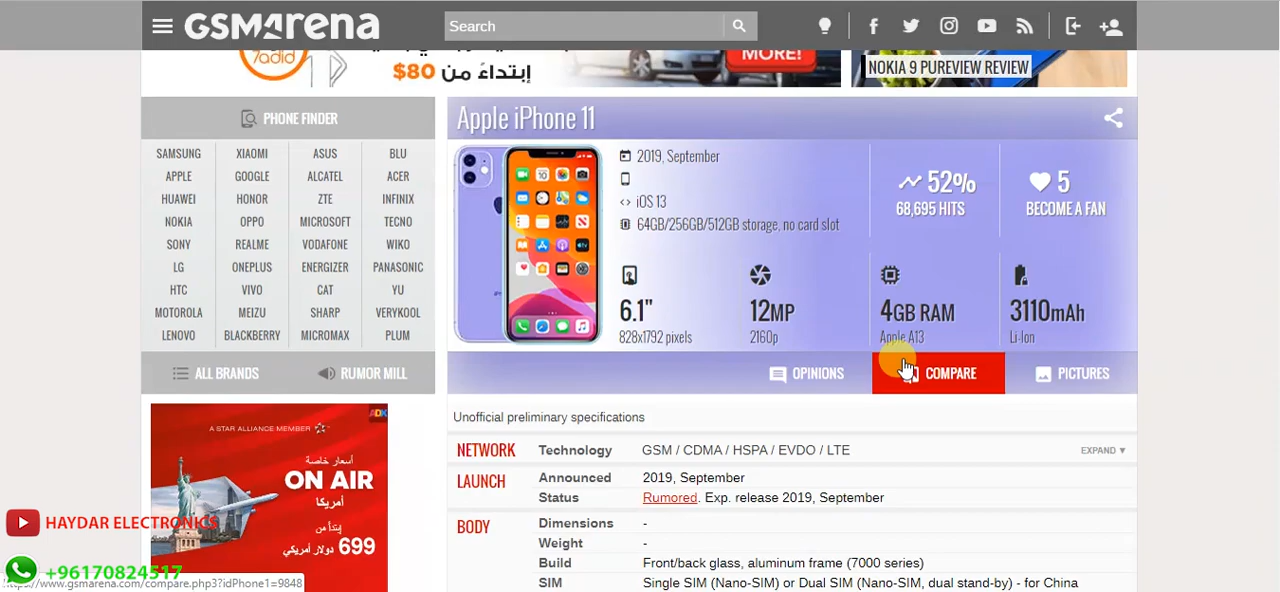 GSMArena
Search
$80 إبتداءً من
MORE!
NOKIA 9 PUREVIEW REVIEW
PHONE FINDER
SAMSUNG XIAOMI ASUS BLU
APPLE GOOGLE ALCATEL ACER
HUAWEI HONOR ZTE INFINIX
NOKIA OPPO MICROSOFT TECNO
SONY REALME VODAFONE WIKO
LG ONEPLUS ENERGIZER PANASONIC
HTC VIVO CAT YU
MOTOROLA MEIZU SHARP VERYKOOL
LENOVO BLACKBERRY MICROMAX PLUM
ALL BRANDS RUMOR MILL
Apple iPhone 11
2019, September
iOS 13
64GB/256GB/512GB storage, no card slot
52%
68,695 HITS
5
BECOME A FAN
6.1"
828x1792 pixels
12MP
2160p
4GB RAM
Apple A13
3110mAh
Li-Ion
OPINIONS COMPARE PICTURES
Unofficial preliminary specifications
NETWORK Technology GSM / CDMA / HSPA / EVDO / LTE EXPAND ▼
LAUNCH Announced 2019, September
Status Rumored. Exp. release 2019, September
BODY Dimensions -
Weight -
Build Front/back glass, aluminum frame (7000 series)
SIM Single SIM (Nano-SIM) or Dual SIM (Nano-SIM, dual stand-by) - for China
ADX
A STAR ALLIANCE MEMBER
أسعار خاصة
ON AIR
أمريكا
إبتداً من
699 دولار أمريكي
HAYDAR ELECTRONICS
+96170824517
https://www.gsmarena.com/compare.php3?idPhone1=9848